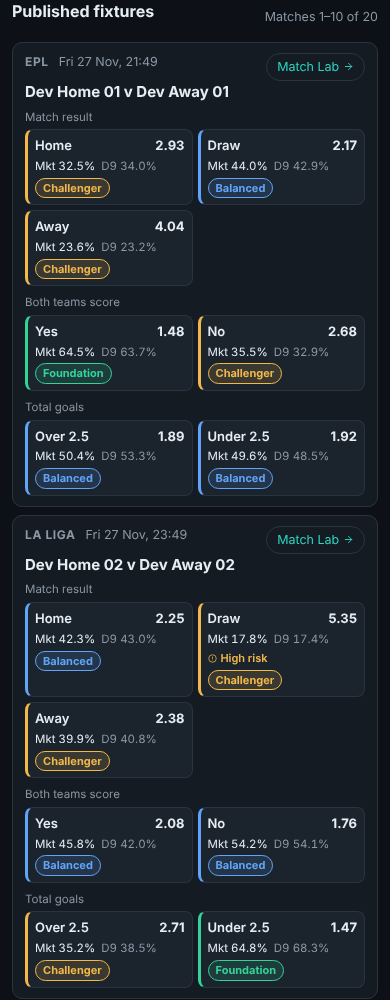 Published fixtures
Matches 1–10 of 20
EPL Fri 27 Nov, 21:49
Match Lab →
Dev Home 01 v Dev Away 01
Match result
Home 2.93
Mkt 32.5% D9 34.0%
Challenger
Draw 2.17
Mkt 44.0% D9 42.9%
Balanced
Away 4.04
Mkt 23.6% D9 23.2%
Challenger
Both teams score
Yes 1.48
Mkt 64.5% D9 63.7%
Foundation
No 2.68
Mkt 35.5% D9 32.9%
Challenger
Total goals
Over 2.5 1.89
Mkt 50.4% D9 53.3%
Balanced
Under 2.5 1.92
Mkt 49.6% D9 48.5%
Balanced
LA LIGA Fri 27 Nov, 23:49
Match Lab →
Dev Home 02 v Dev Away 02
Match result
Home 2.25
Mkt 42.3% D9 43.0%
Balanced
Draw 5.35
Mkt 17.8% D9 17.4%
High risk
Challenger
Away 2.38
Mkt 39.9% D9 40.8%
Challenger
Both teams score
Yes 2.08
Mkt 45.8% D9 42.0%
Balanced
No 1.76
Mkt 54.2% D9 54.1%
Balanced
Total goals
Over 2.5 2.71
Mkt 35.2% D9 38.5%
Challenger
Under 2.5 1.47
Mkt 64.8% D9 68.3%
Foundation